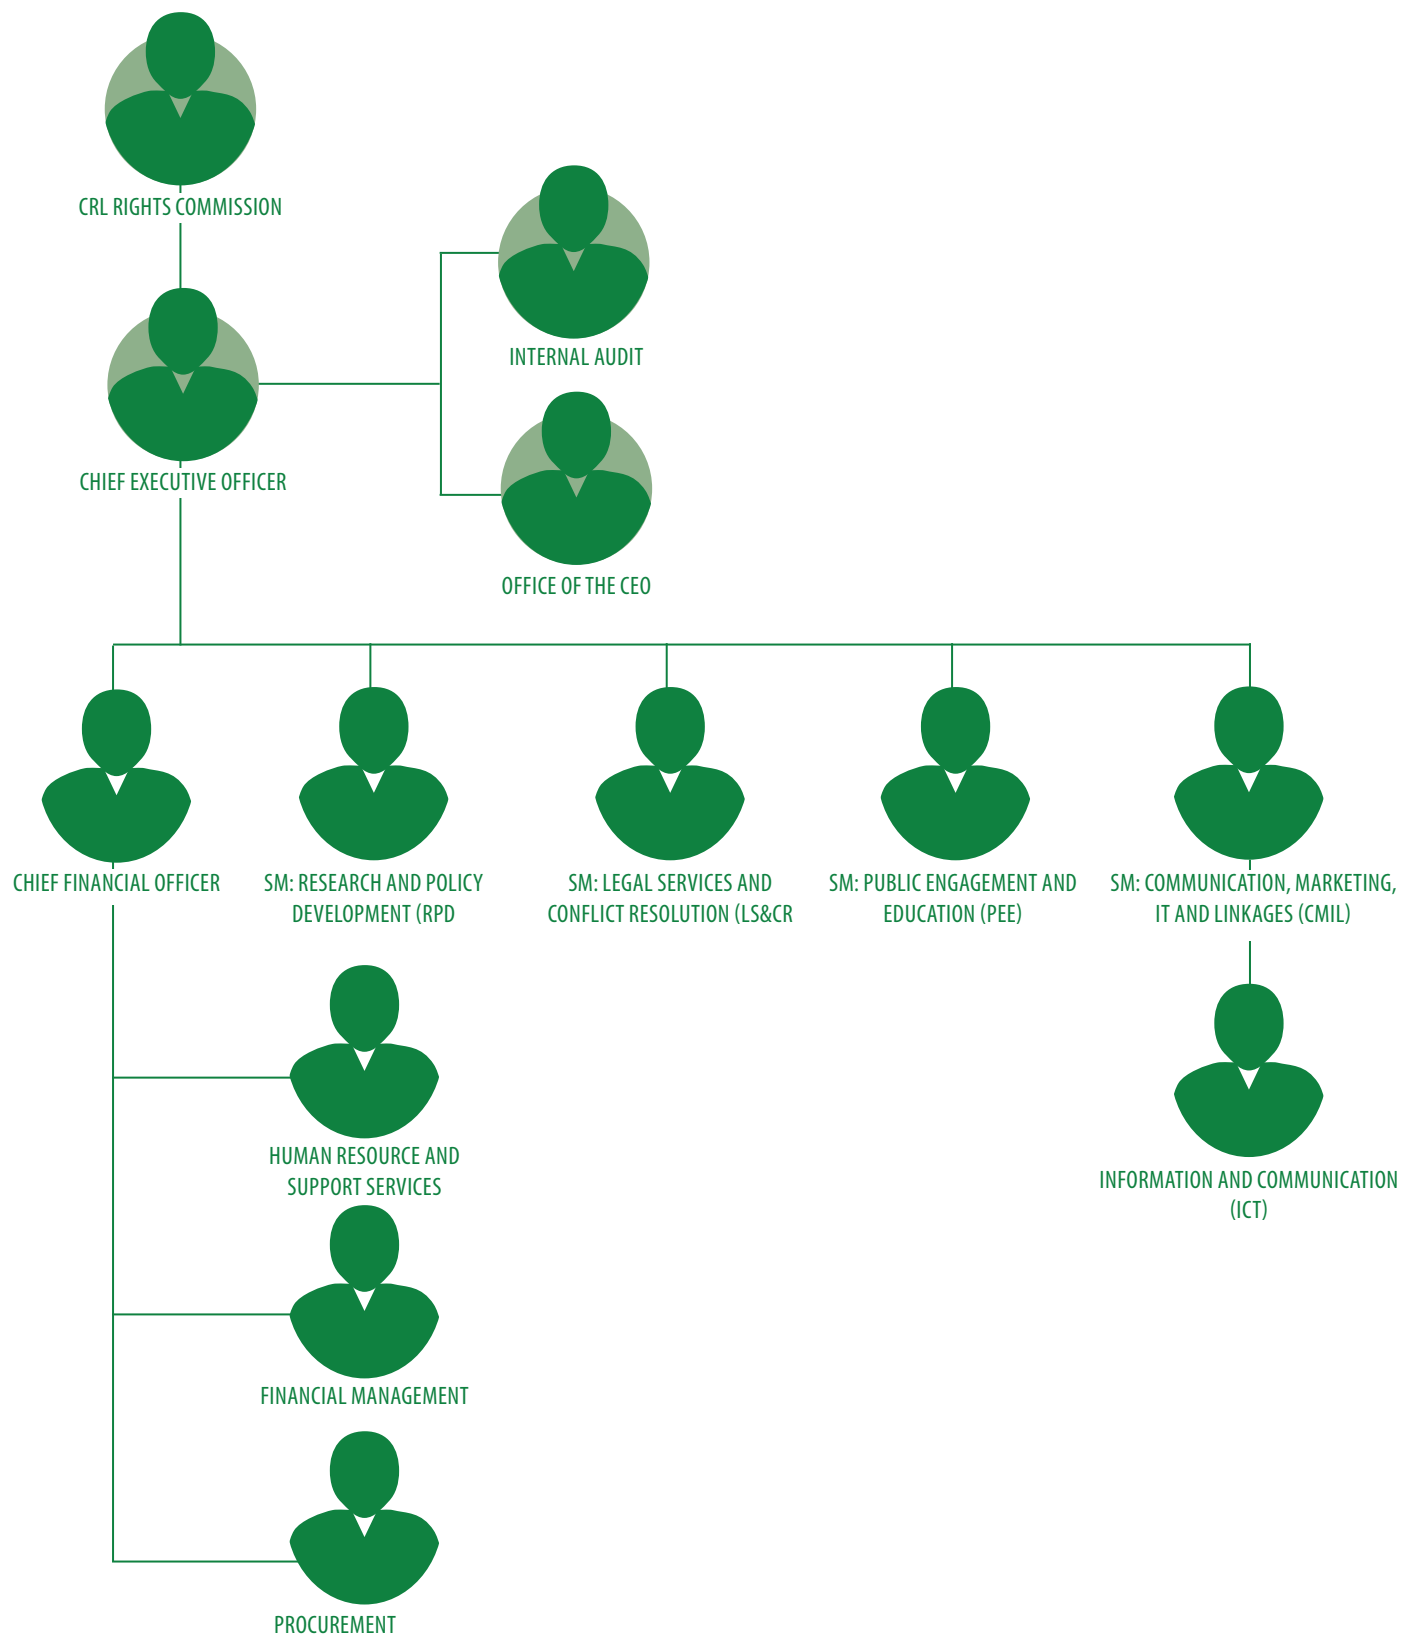 CRL RIGHTS COMMISSION
INTERNAL AUDIT
CHIEF EXECUTIVE OFFICER
OFFICE OF THE CEO
CHIEF FINANCIAL OFFICER
SM: RESEARCH AND POLICY
DEVELOPMENT (RPD
SM: LEGAL SERVICES AND
CONFLICT RESOLUTION (LS&CR
SM: PUBLIC ENGAGEMENT AND
EDUCATION (PEE)
SM: COMMUNICATION, MARKETING,
IT AND LINKAGES (CMIL)
HUMAN RESOURCE AND
SUPPORT SERVICES
INFORMATION AND COMMUNICATION
(ICT)
FINANCIAL MANAGEMENT
PROCUREMENT